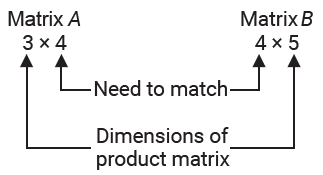 Matrix A Matrix B
3 × 4 4 × 5
Need to match
Dimensions of
product matrix